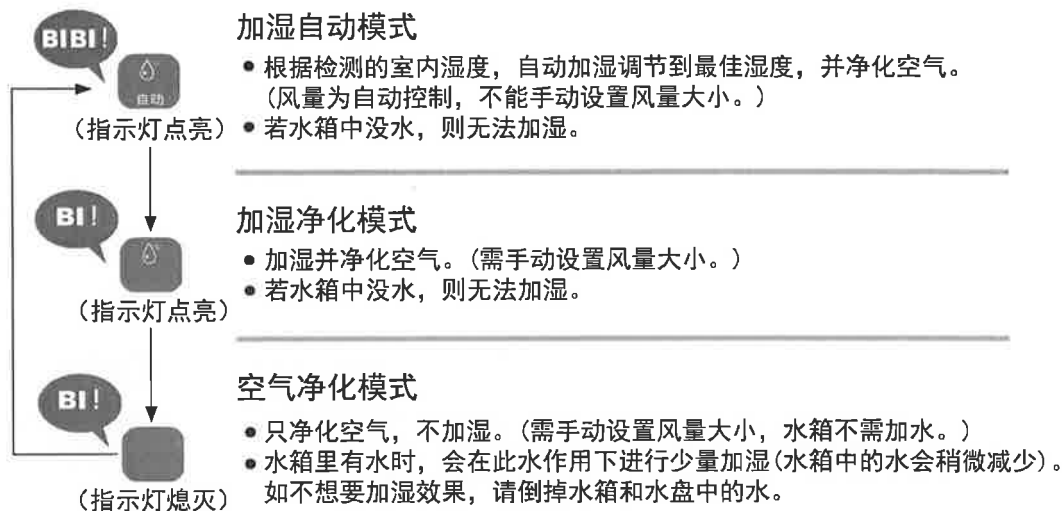 BIBI!
自动
(指示灯点亮)
加湿自动模式
• 根据检测的室内湿度，自动加湿调节到最佳湿度，并净化空气。
(风量为自动控制，不能手动设置风量大小。)
• 若水箱中没水，则无法加湿。
BI!
(指示灯点亮)
加湿净化模式
• 加湿并净化空气。(需手动设置风量大小。)
• 若水箱中没水，则无法加湿。
BI!
(指示灯熄灭)
空气净化模式
• 只净化空气，不加湿。(需手动设置风量大小，水箱不需加水。)
• 水箱里有水时，会在此水作用下进行少量加湿(水箱中的水会稍微减少)。
如不想要加湿效果，请倒掉水箱和水盘中的水。